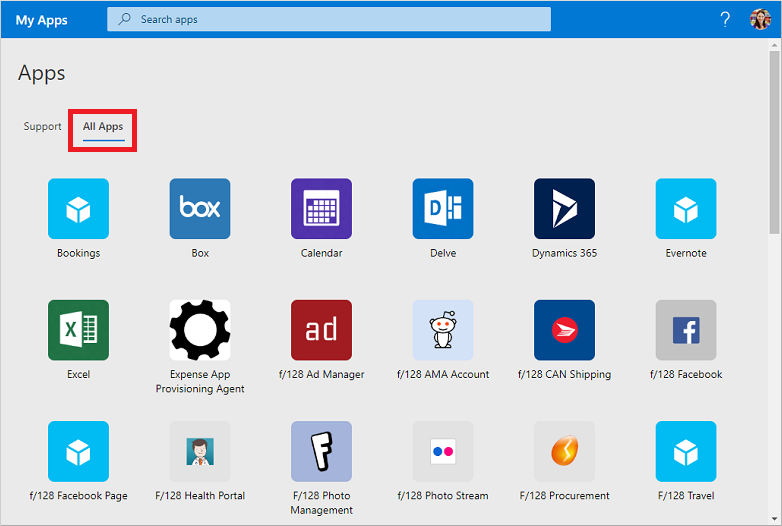 My Apps
Search apps
?
Apps
Support
All Apps
box
D
Bookings
Box
Calendar
Delve
Dynamics 365
Evernote
X
ad
f
Excel
Expense App
Provisioning Agent
f/128 Ad Manager
f/128 AMA Account
f/128 CAN Shipping
f/128 Facebook
F
f/128 Facebook Page
F/128 Health Portal
F/128 Photo
Management
f/128 Photo Stream
F/128 Procurement
F/128 Travel